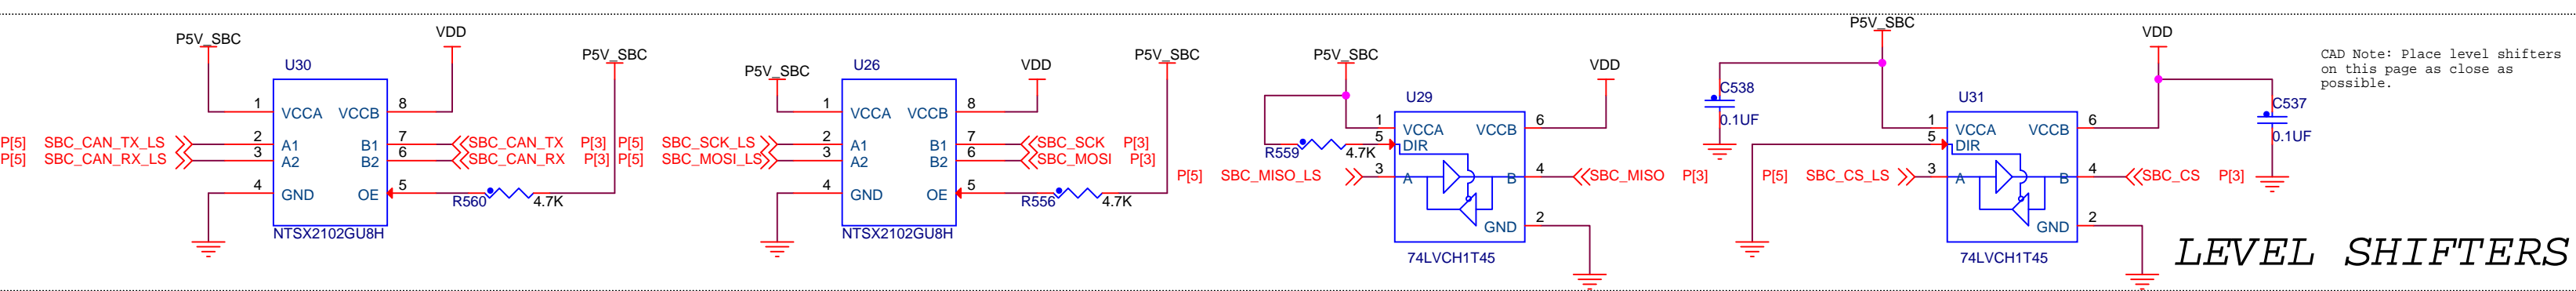 P5V_SBC
VDD
P5V_SBC
U30
1 VCCA VCCB 8
P[5] SBC_CAN_TX_LS 2 A1 B1 7 SBC_CAN_TX P[3]
P[5] SBC_CAN_RX_LS 3 A2 B2 6 SBC_CAN_RX P[3]
4 GND OE 5 R560 4.7K
NTSX2102GU8H
P5V_SBC
VDD
P5V_SBC
U26
1 VCCA VCCB 8
P[5] SBC_SCK_LS 2 A1 B1 7 SBC_SCK P[3]
P[5] SBC_MOSI_LS 3 A2 B2 6 SBC_MOSI P[3]
4 GND OE 5 R556 4.7K
NTSX2102GU8H
P5V_SBC
VDD
U29
1 VCCA VCCB 6
R559 4.7K 5 DIR
P[5] SBC_MISO_LS 3 A B 4 SBC_MISO P[3]
GND 2
74LVCH1T45
P5V_SBC
VDD
C538
0.1UF
U31
1 VCCA VCCB 6
5 DIR
P[5] SBC_CS_LS 3 A B 4 SBC_CS P[3]
GND 2
74LVCH1T45
C537
0.1UF
CAD Note: Place level shifters
on this page as close as
possible.
LEVEL SHIFTERS